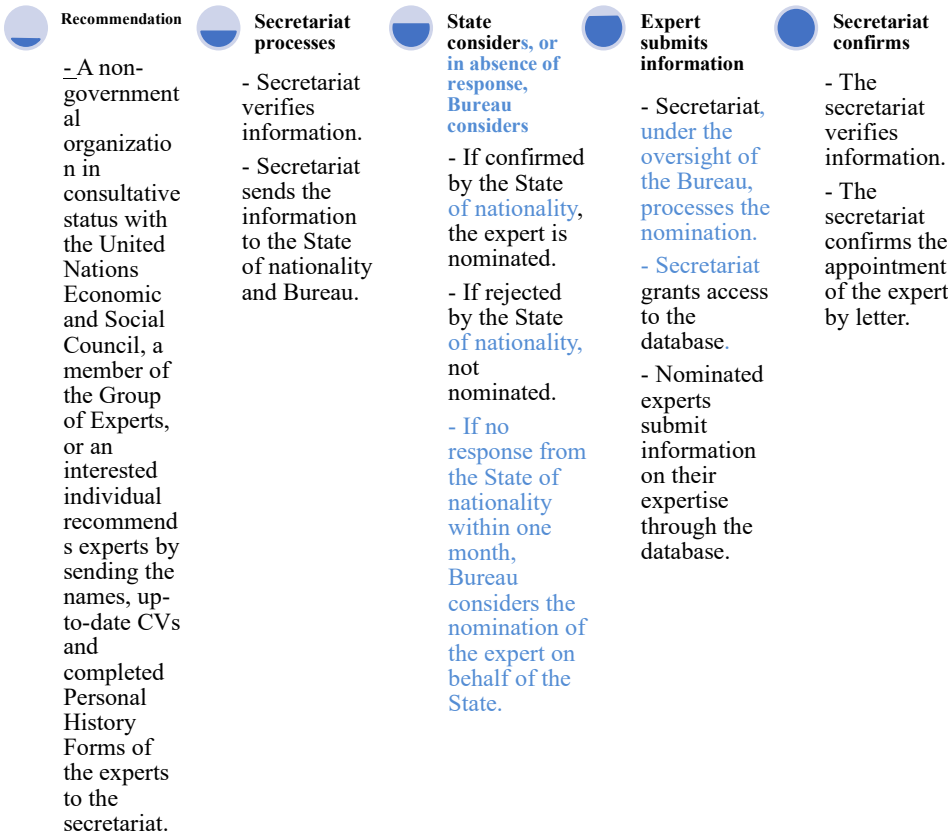 Recommendation
- A non-
government
al
organizatio
n in
consultative
status with
the United
Nations
Economic
and Social
Council, a
member of
the Group
of Experts,
or an
interested
individual
recommend
s experts by
sending the
names, up-
to-date CVs
and
completed
Personal
History
Forms of
the experts
to the
secretariat.
Secretariat
processes
- Secretariat
verifies
information.
- Secretariat
sends the
information
to the State
of nationality
and Bureau.
State
considers, or
in absence of
response,
Bureau
considers
- If confirmed
by the State
of nationality,
the expert is
nominated.
- If rejected
by the State
of nationality,
not
nominated.
- If no
response from
the State of
nationality
within one
month,
Bureau
considers the
nomination of
the expert on
behalf of the
State.
Expert
submits
information
- Secretariat,
under the
oversight of
the Bureau,
processes the
nomination.
- Secretariat
grants access
to the
database.
- Nominated
experts
submit
information
on their
expertise
through the
database.
Secretariat
confirms
- The
secretariat
verifies
information.
- The
secretariat
confirms the
appointment
of the expert
by letter.